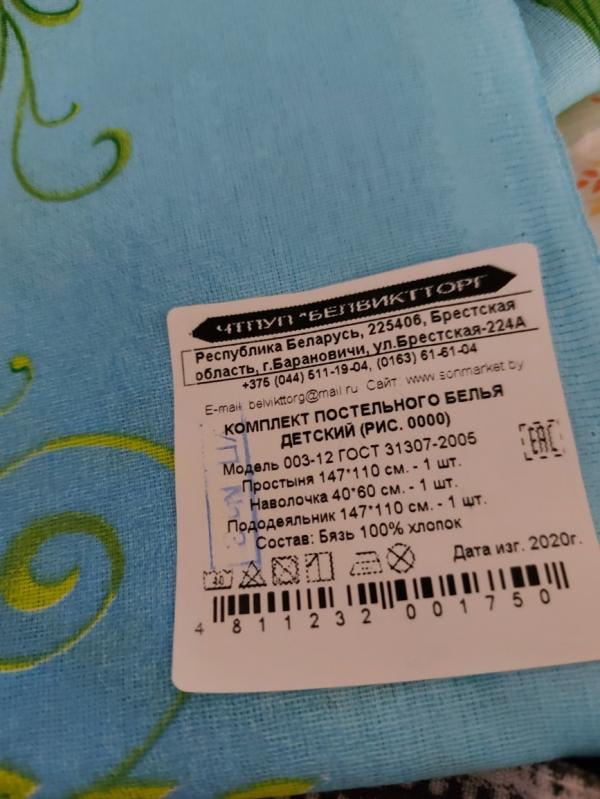 ЧТПУП "БЕЛВИКТТОРГ
Республика Беларусь, 225406, Брестская
область, г.Барановичи, ул.Брестская-224А
+375 (044) 511-19-04, (0163) 61-61-04
E-mail: belvikttorg@mail.ru Сайт: www.sonmarket.by
КОМПЛЕКТ ПОСТЕЛЬНОГО БЕЛЬЯ
ДЕТСКИЙ (РИС. 0000)
Модель 003-12 ГОСТ 31307-2005
Простыня 147*110 см. - 1 шт.
Наволочка 40*60 см. - 1 шт.
Пододеяльник 147*110 см. - 1 шт.
Состав: Бязь 100% хлопок
EAC
40
Дата изг. 2020г.
4 811232 001750